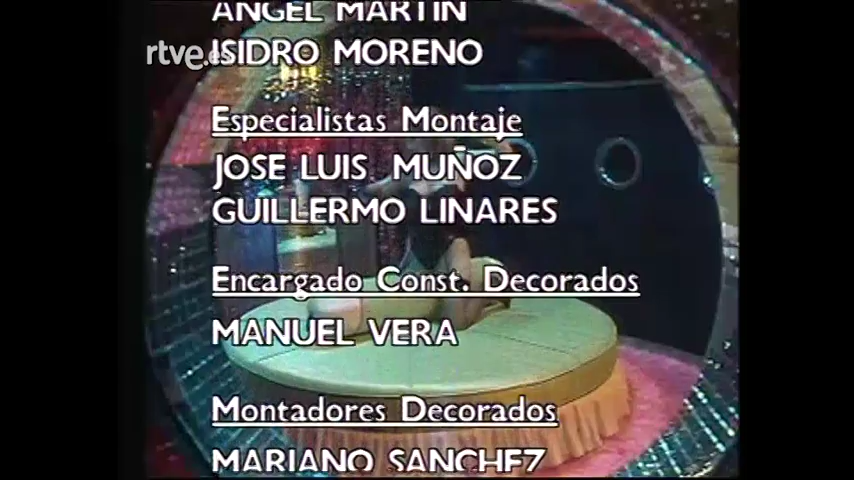 ANGEL MARTIN
rtve.es
ISIDRO MORENO
Especialistas Montaje
JOSE LUIS MUÑOZ
GUILLERMO LINARES
Encargado Const. Decorados
MANUEL VERA
Montadores Decorados
MARIANO SANCHEZ